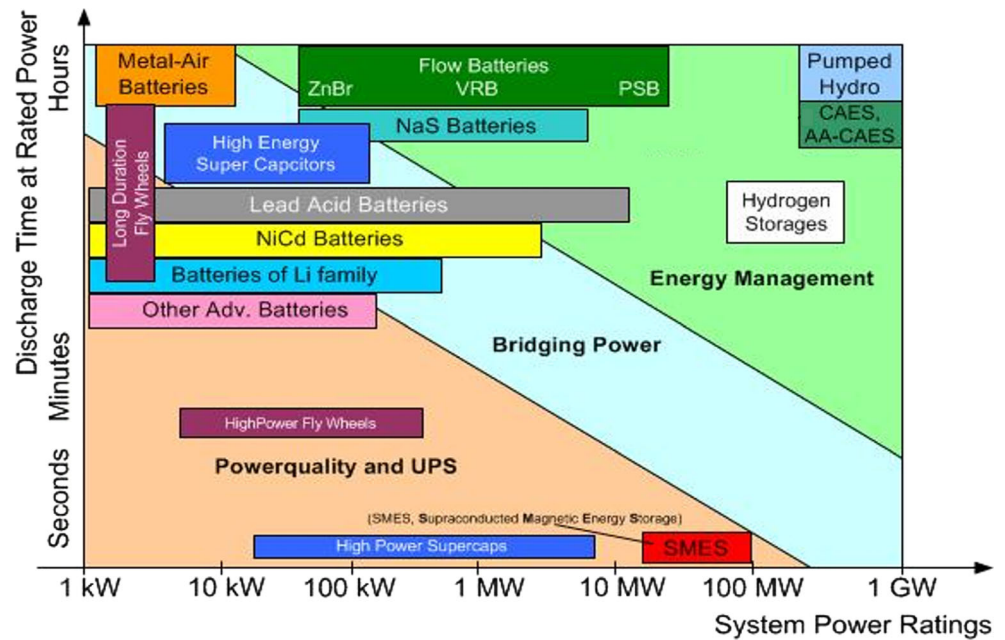 Discharge Time at Rated Power
Hours
Minutes
Seconds
Metal-Air
Batteries
Flow Batteries
ZnBr VRB PSB
Pumped
Hydro
CAES,
AA-CAES
NaS Batteries
High Energy
Super Capcitors
Long Duration
Fly Wheels
Lead Acid Batteries
Hydrogen
Storages
NiCd Batteries
Batteries of Li family
Energy Management
Other Adv. Batteries
Bridging Power
HighPower Fly Wheels
Powerquality and UPS
(SMES, Supraconducted Magnetic Energy Storage)
High Power Supercaps
SMES
1 kW 10 kW 100 kW 1 MW 10 MW 100 MW 1 GW
System Power Ratings